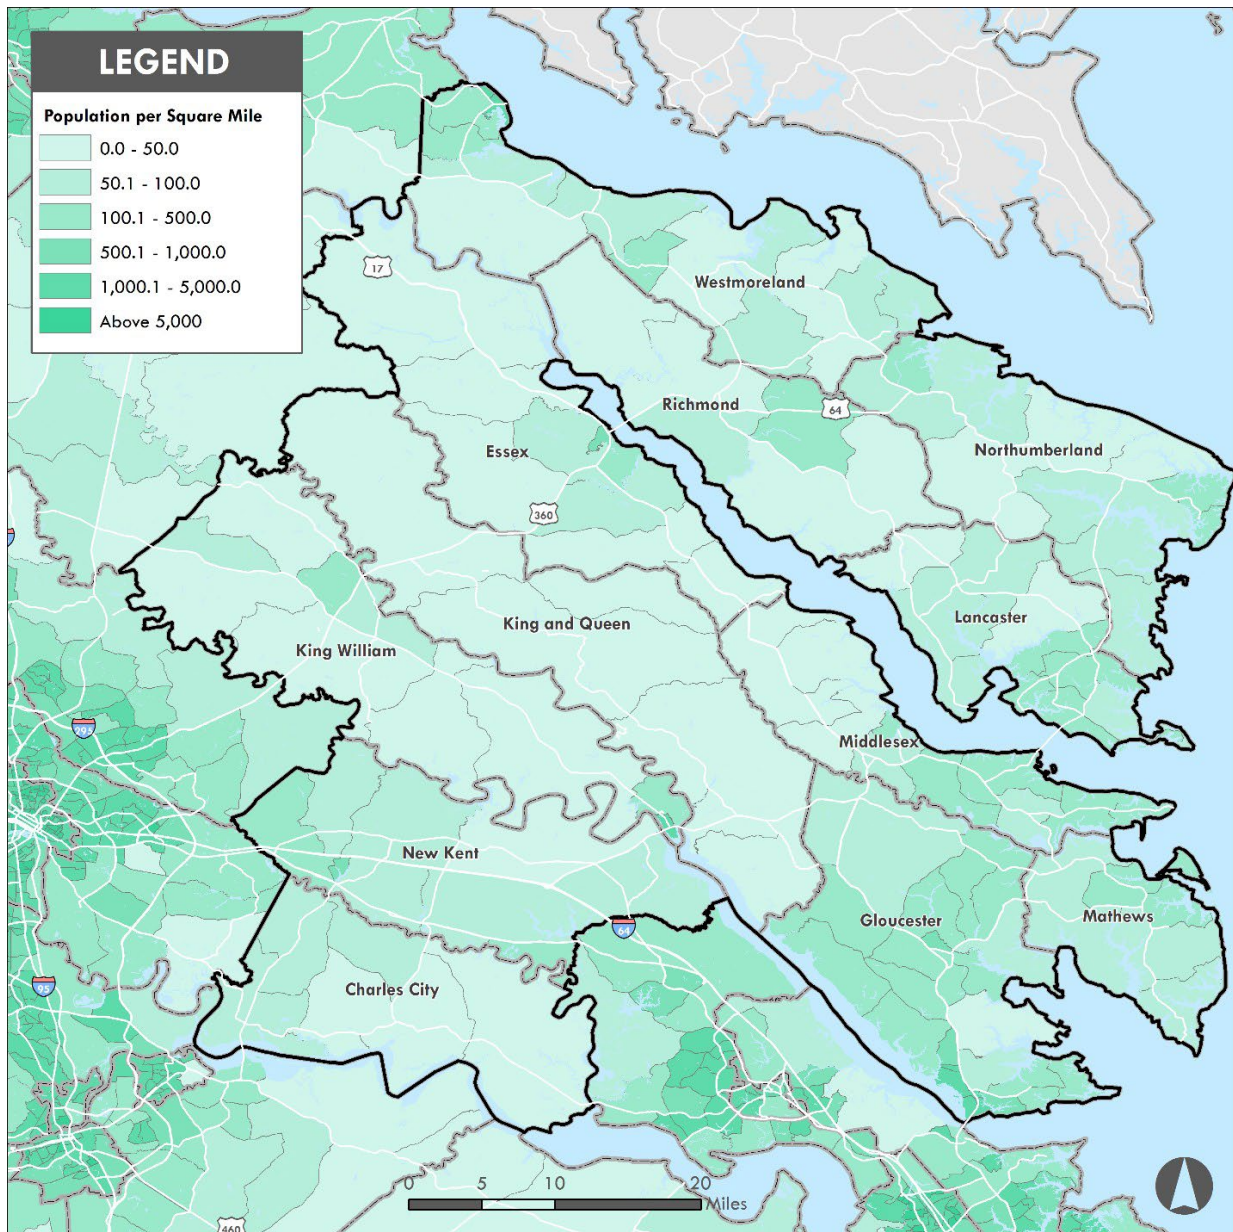 LEGEND
Population per Square Mile
0.0 - 50.0
50.1 - 100.0
100.1 - 500.0
500.1 - 1,000.0
1,000.1 - 5,000.0
Above 5,000
17
Westmoreland
Richmond
64
Essex
Northumberland
360
King and Queen
Lancaster
King William
295
Middlesex
New Kent
Gloucester
Mathews
64
Charles City
95
0 5 10 20
Miles
460